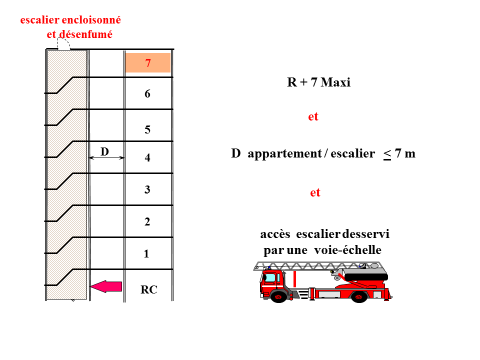 escalier encloisonné
et désenfumé
7
6
5
D
4
3
2
1
RC
R + 7 Maxi
et
D appartement / escalier ≤ 7 m
et
accès escalier desservi
par une voie-échelle